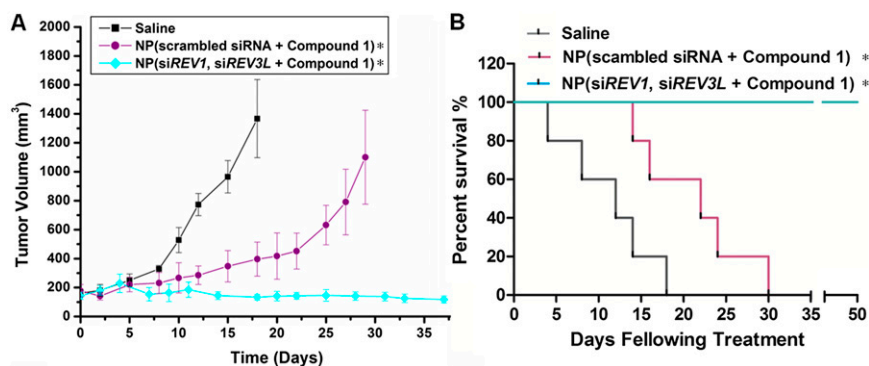 A
2000
1800
1600
1400
1200
1000
800
600
400
200
0
Tumor Volume (mm³)
Saline
NP(scrambled siRNA + Compound 1) *
NP(siREV1, siREV3L + Compound 1) *
0 5 10 15 20 25 30 35
Time (Days)
B
Saline
NP(scambled siRNA + Compound 1) *
NP(siREV1, siREV3L + Compound 1) *
120
100
80
60
40
20
0
Percent survival %
0 5 10 15 20 25 30 35 50
Days Fellowing Treatment